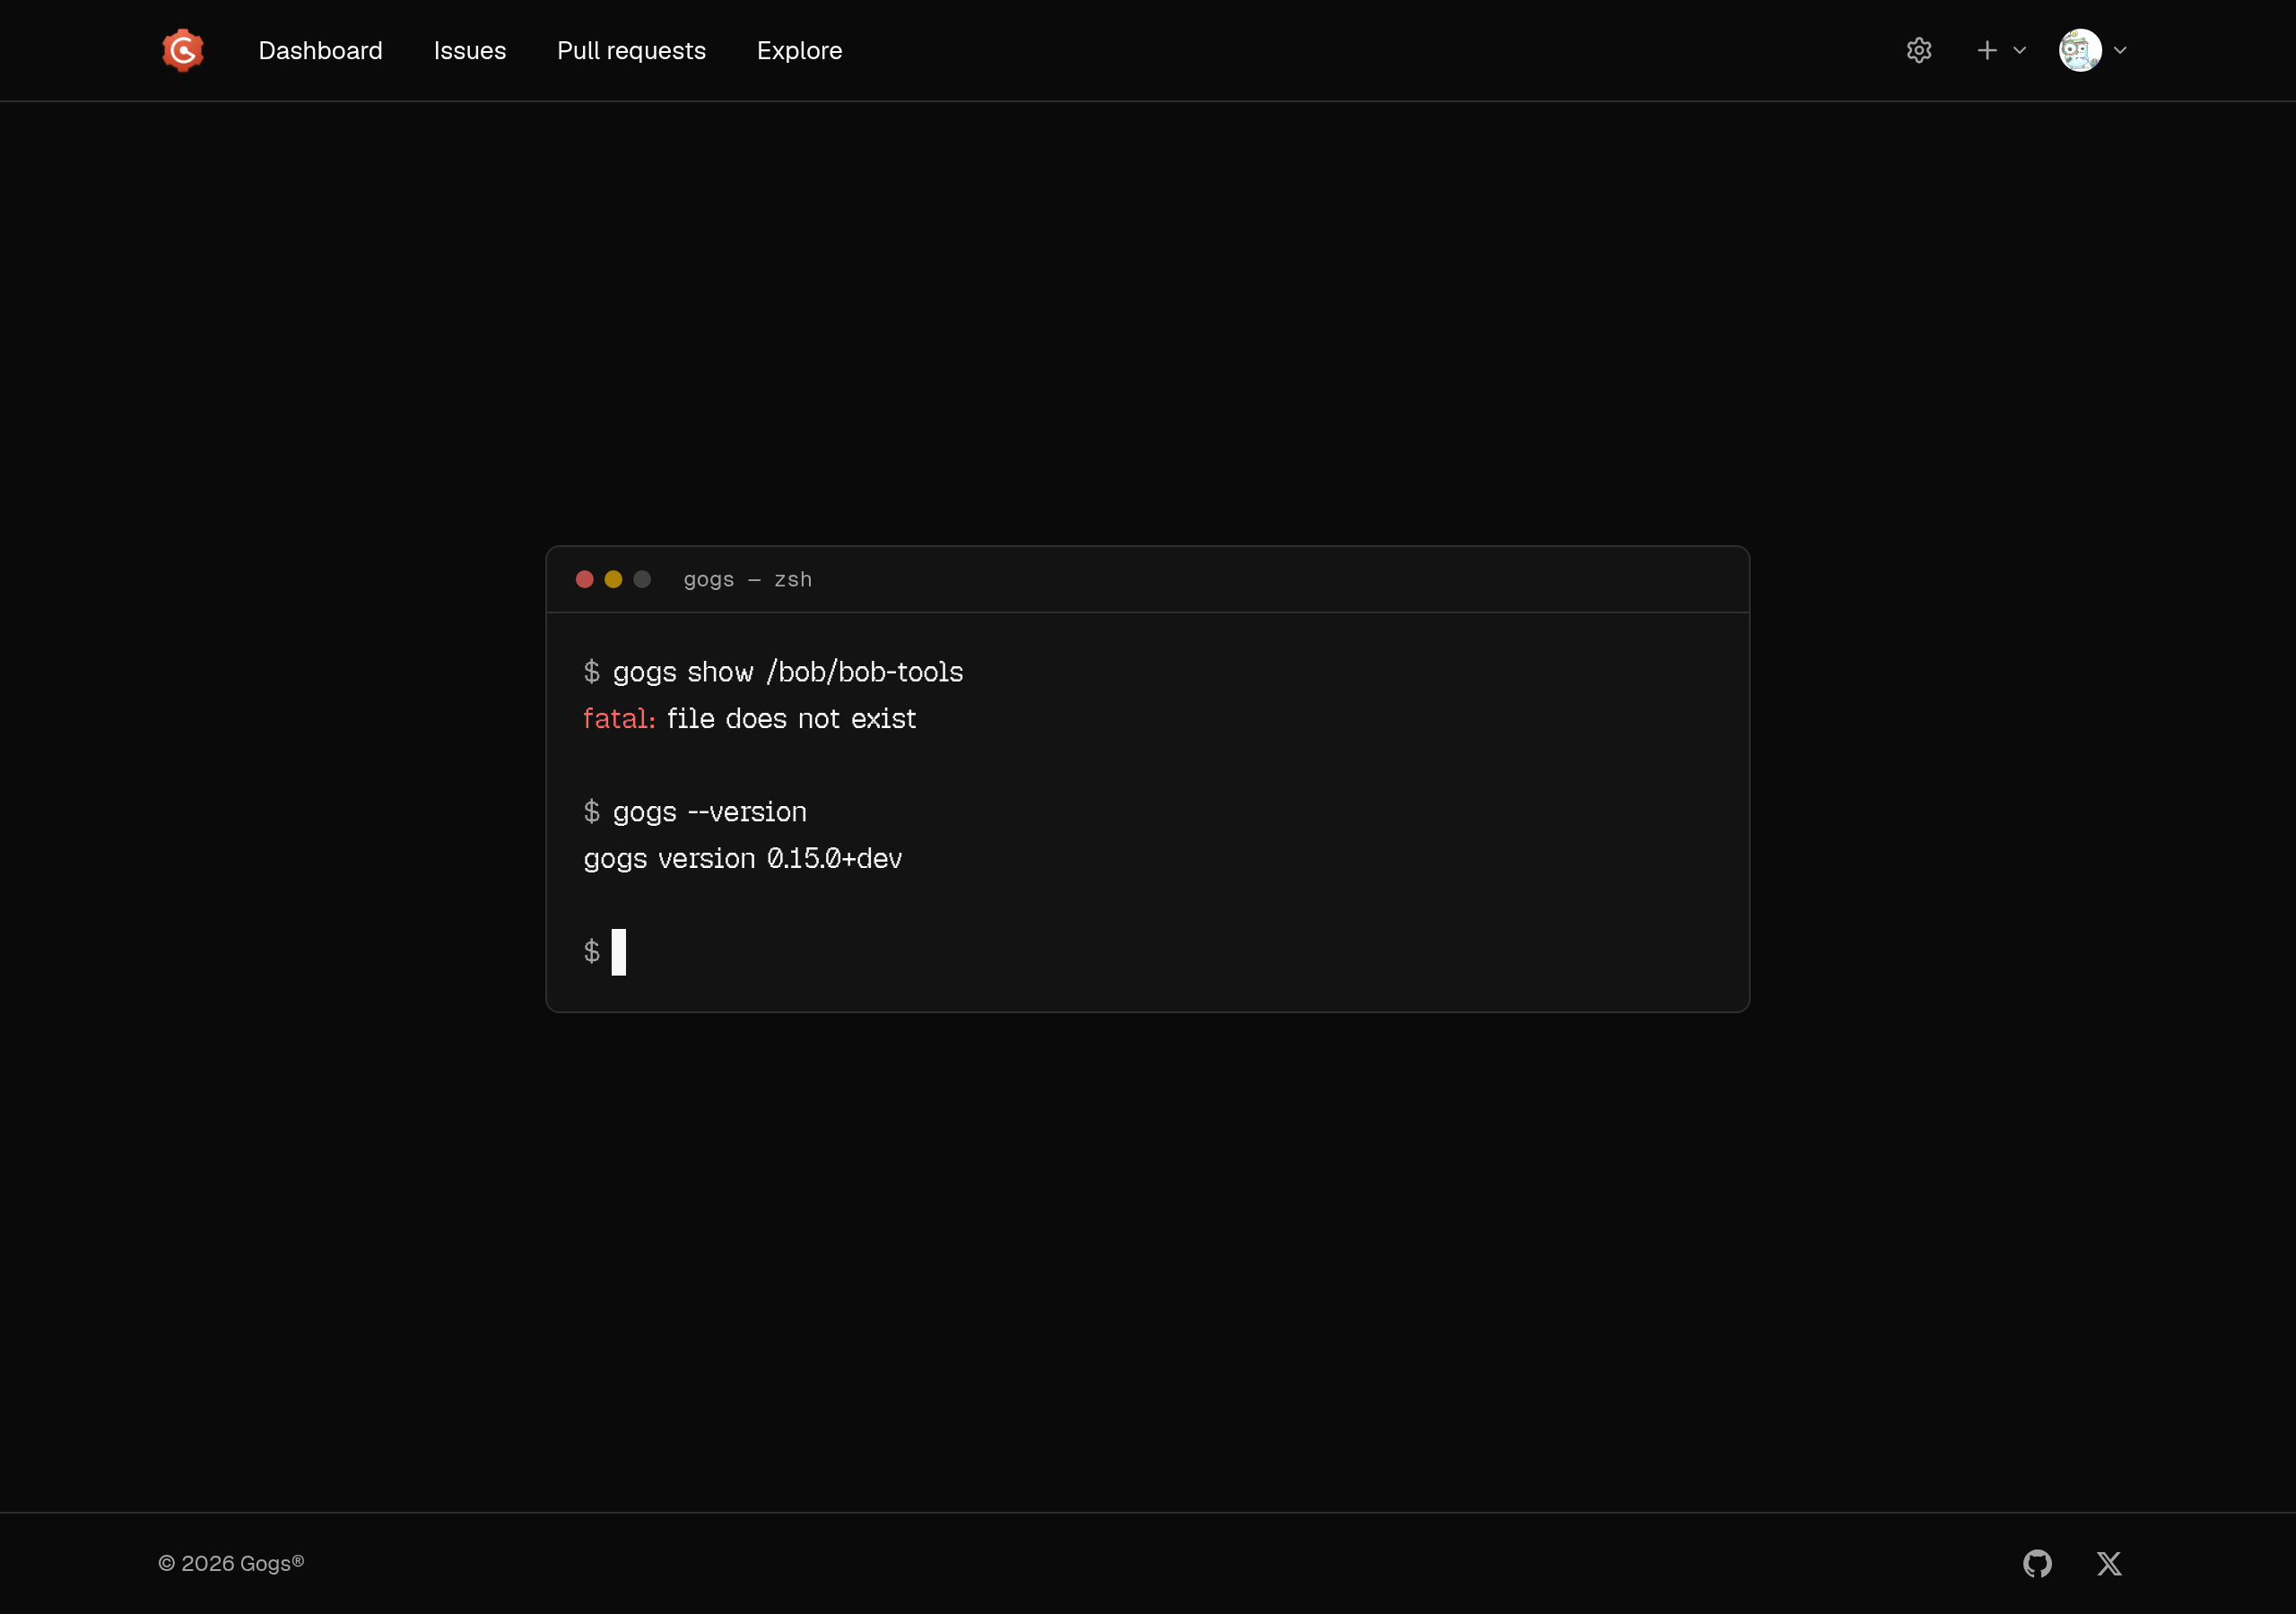 Dashboard Issues Pull requests Explore
gogs — zsh
$ gogs show /bob/bob-tools
fatal: file does not exist
$ gogs --version
gogs version 0.15.0+dev
$
© 2026 Gogs®